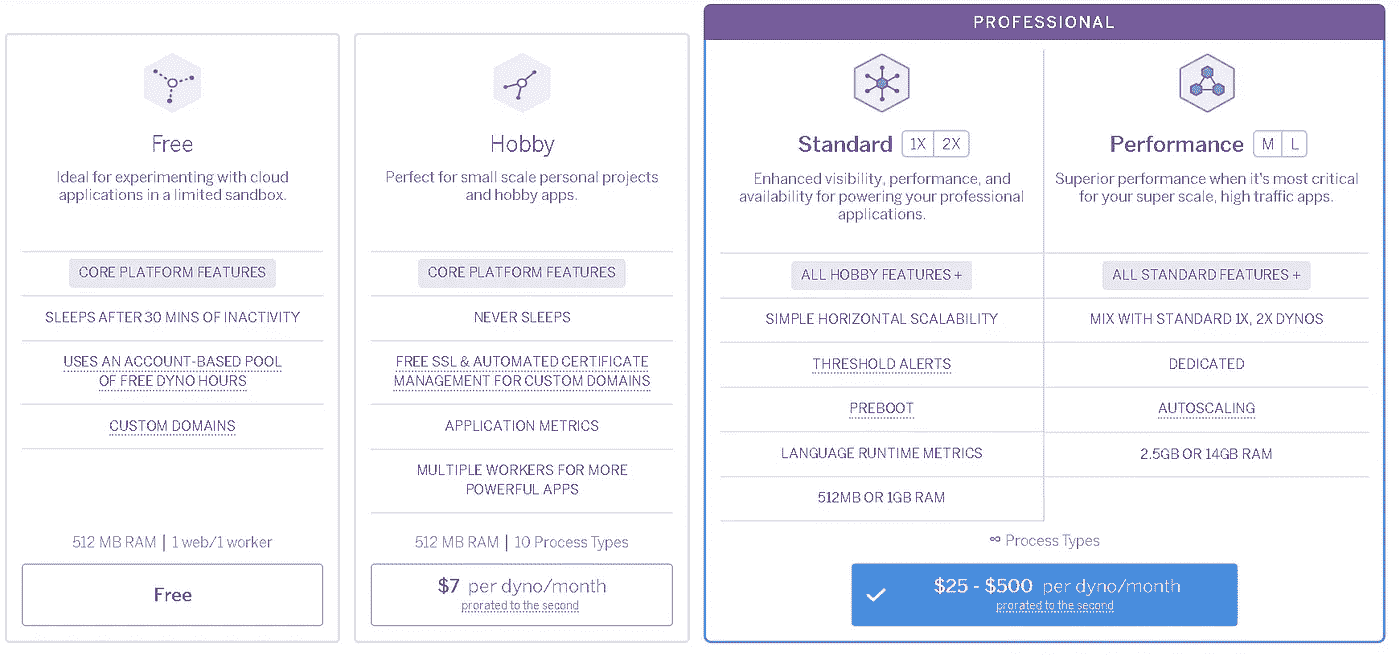 Free
Ideal for experimenting with cloud
applications in a limited sandbox.
CORE PLATFORM FEATURES
SLEEPS AFTER 30 MINS OF INACTIVITY
USES AN ACCOUNT-BASED POOL
OF FREE DYNO HOURS
CUSTOM DOMAINS
512 MB RAM | 1 web/1 worker
Free
Hobby
Perfect for small scale personal projects
and hobby apps.
CORE PLATFORM FEATURES
NEVER SLEEPS
FREE SSL & AUTOMATED CERTIFICATE
MANAGEMENT FOR CUSTOM DOMAINS
APPLICATION METRICS
MULTIPLE WORKERS FOR MORE
POWERFUL APPS
512 MB RAM | 10 Process Types
$7 per dyno/month
prorated to the second
PROFESSIONAL
Standard 1X 2X
Enhanced visibility, performance, and
availability for powering your professional
applications.
ALL HOBBY FEATURES +
SIMPLE HORIZONTAL SCALABILITY
THRESHOLD ALERTS
PREBOOT
LANGUAGE RUNTIME METRICS
512MB OR 1GB RAM
Performance M L
Superior performance when it's most critical
for your super scale, high traffic apps.
ALL STANDARD FEATURES +
MIX WITH STANDARD 1X, 2X DYNOS
DEDICATED
AUTOSCALING
2.5GB OR 14GB RAM
∞ Process Types
$25 - $500 per dyno/month
prorated to the second